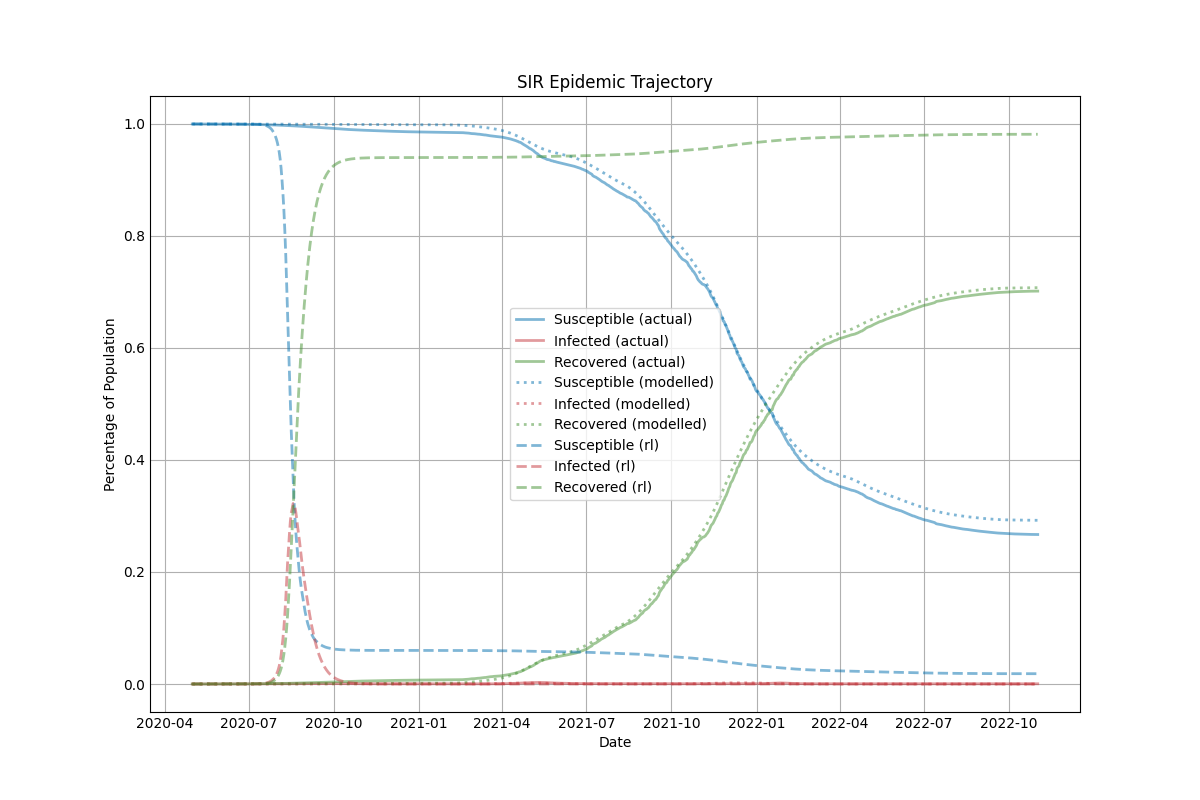 SIR Epidemic Trajectory
Percentage of Population
1.0
0.8
0.6
0.4
0.2
0.0
Susceptible (actual)
Infected (actual)
Recovered (actual)
Susceptible (modelled)
Infected (modelled)
Recovered (modelled)
Susceptible (rl)
Infected (rl)
Recovered (rl)
2020-04 2020-07 2020-10 2021-01 2021-04 2021-07 2021-10 2022-01 2022-04 2022-07 2022-10
Date